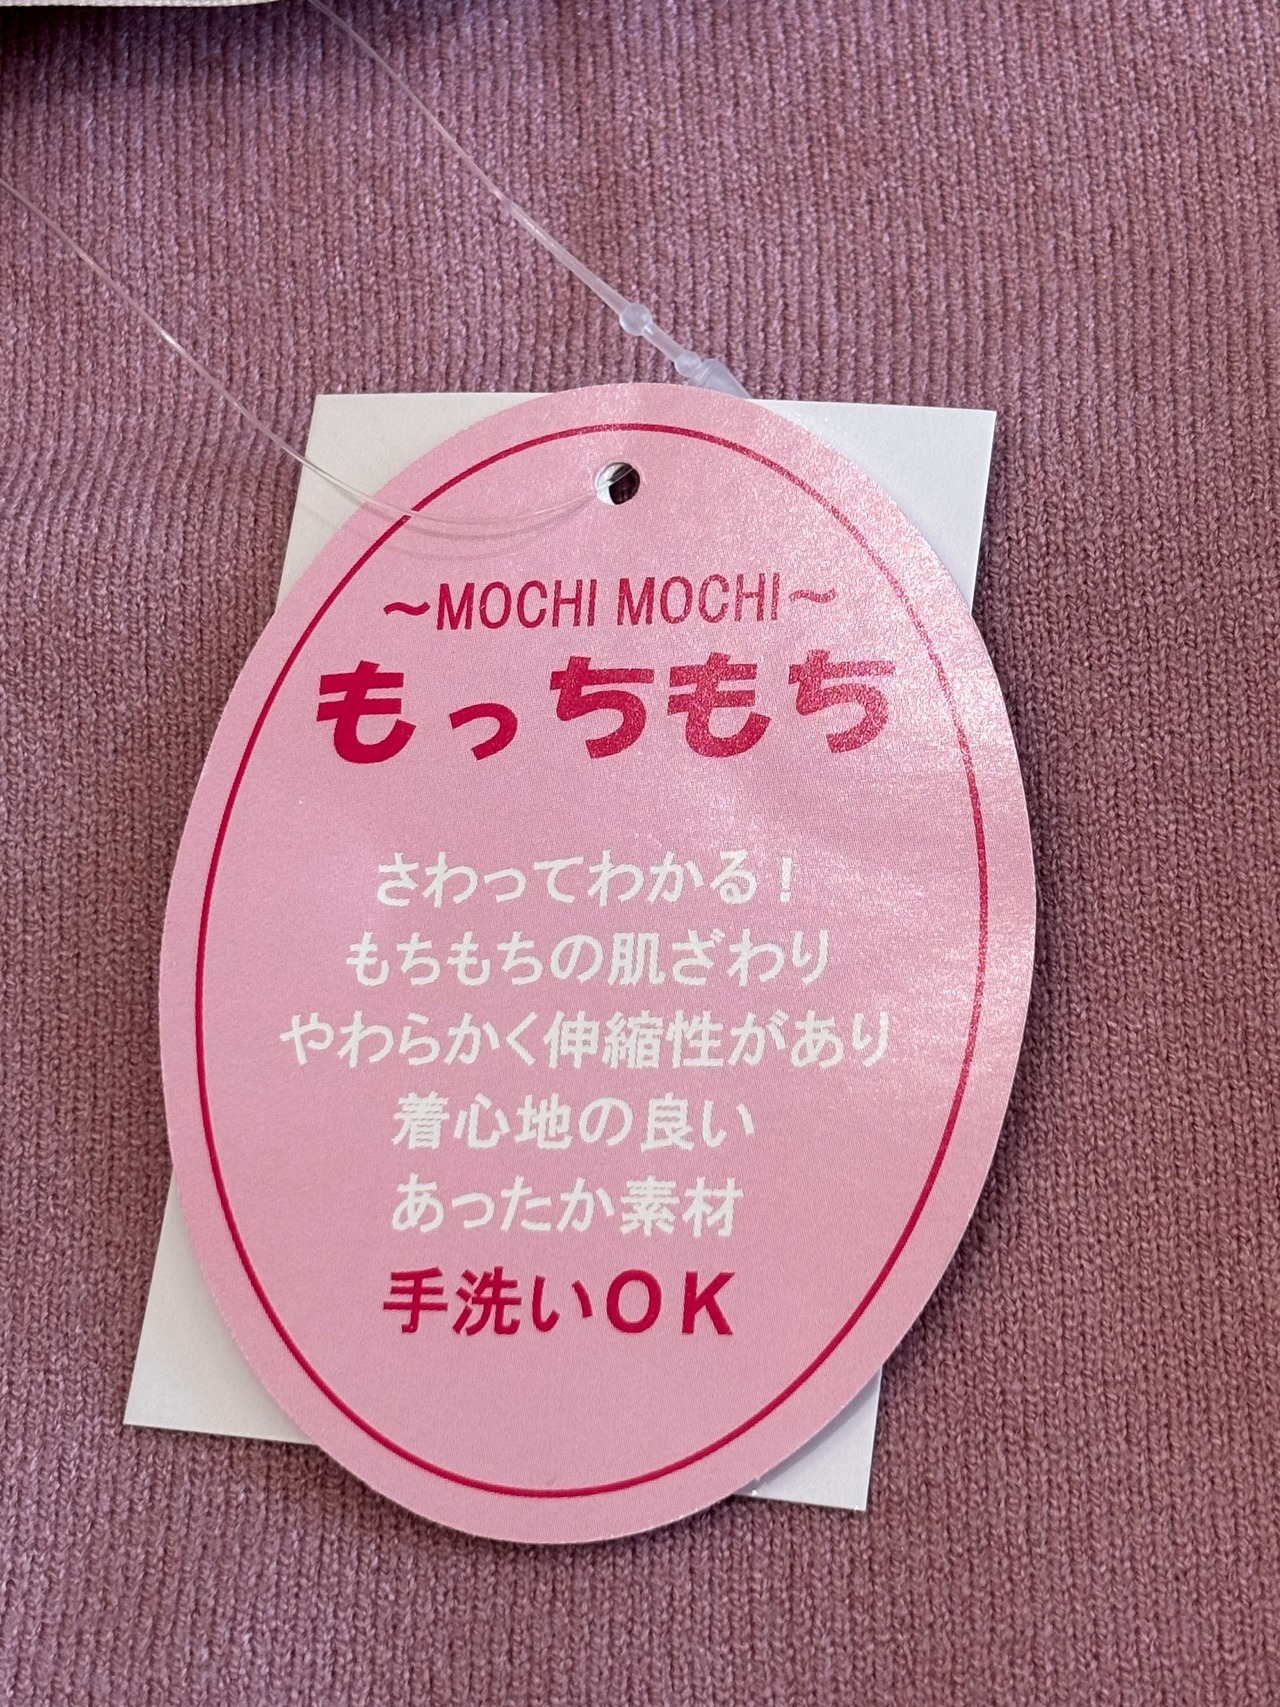 ～MOCHI MOCHI～
もっちもち
さわってわかる！
もちもちの肌ざわり
やわらかく伸縮性があり
着心地の良い
あったか素材
手洗いOK